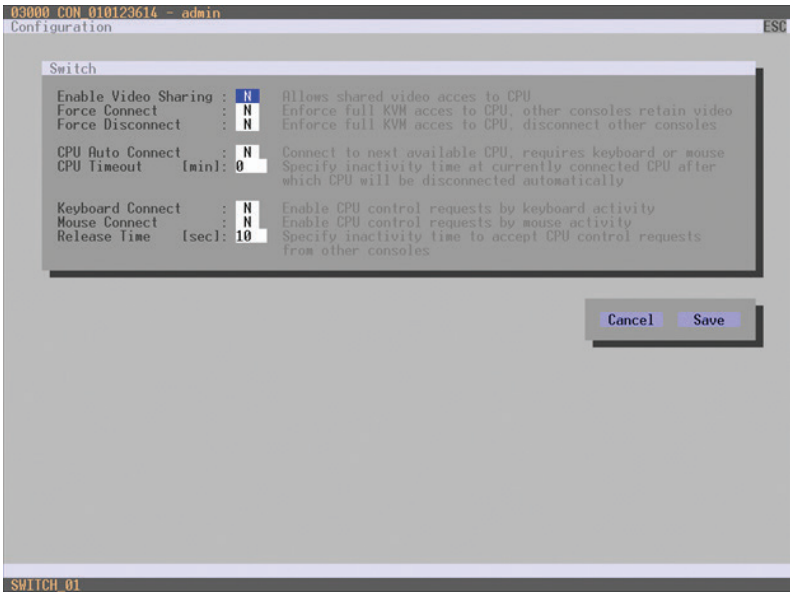 03000 CON_010123614 - admin
Configuration ESC
Switch
Enable Video Sharing : N Allows shared video acces to CPU
Force Connect : N Enforce full KVM acces to CPU, other consoles retain video
Force Disconnect : N Enforce full KVM acces to CPU, disconnect other consoles
CPU Auto Connect : N Connect to next available CPU, requires keyboard or mouse
CPU Timeout [min]: 0 Specify inactivity time at currently connected CPU after
which CPU will be disconnected automatically
Keyboard Connect : N Enable CPU control requests by keyboard activity
Mouse Connect : N Enable CPU control requests by mouse activity
Release Time [sec]: 10 Specify inactivity time to accept CPU control requests
from other consoles
Cancel Save
SWITCH_01